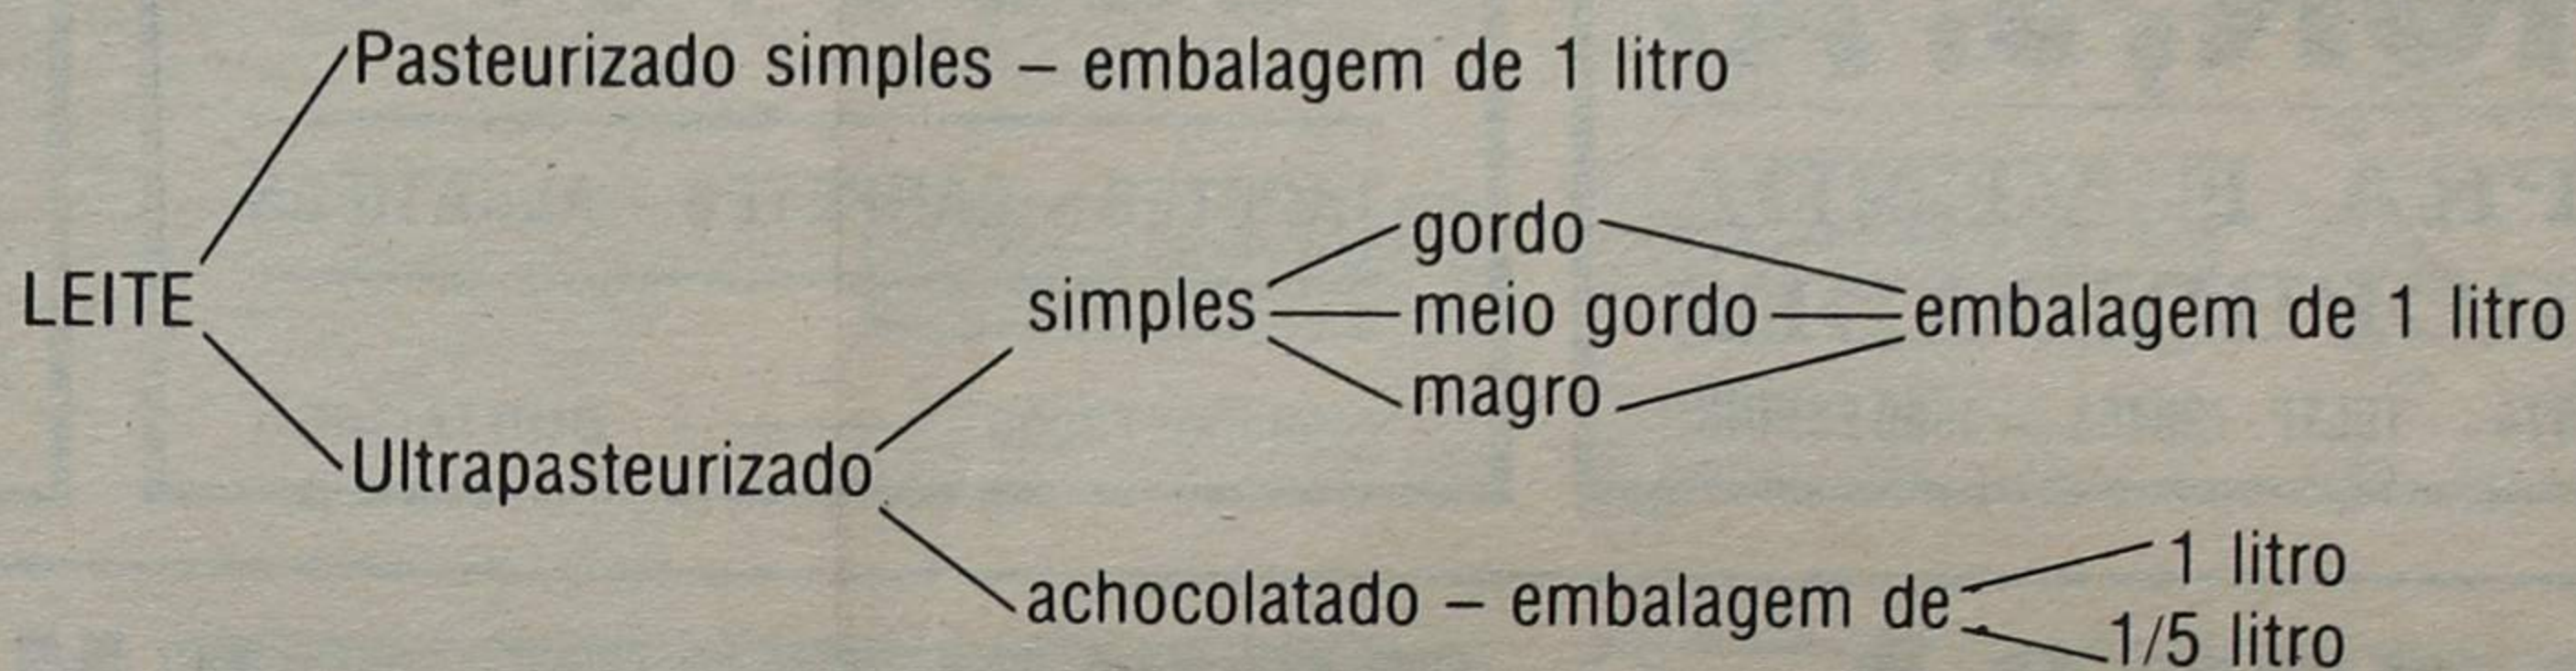 Pasteurizado simples – embalagem de 1 litro
gordo
LEITE simples meio gordo embalagem de 1 litro
magro
Ultrapasteurizado
1 litro
achocolatado – embalagem de
1/5 litro